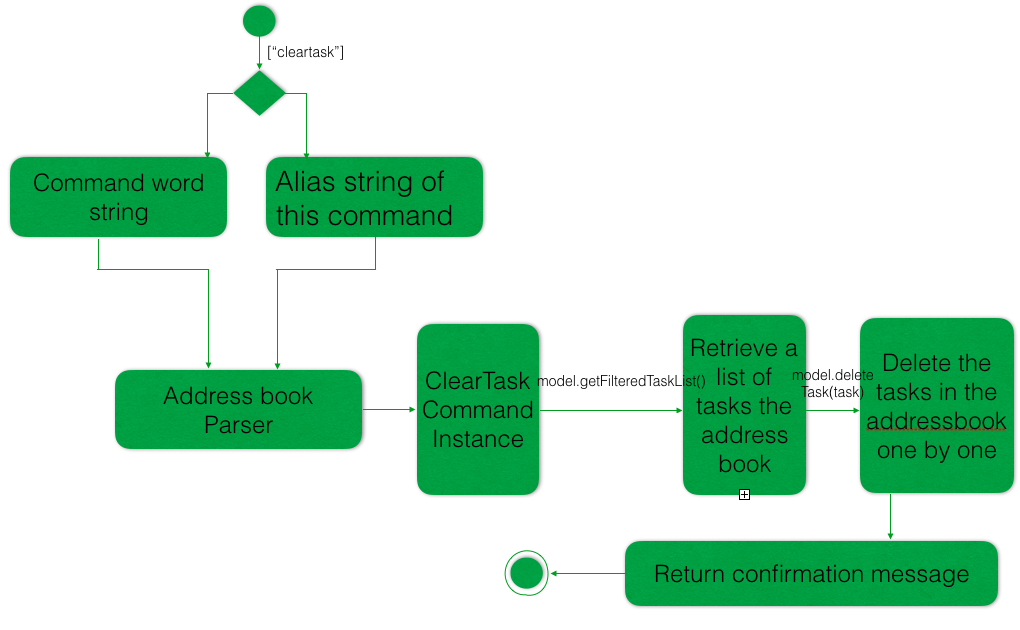 [“cleartask”]
Command word
string
Alias string of
this command
Address book
Parser
ClearTask
Command
Instance
model.getFilteredTaskList()
Retrieve a
list of
tasks the
address
book
model.delete
Task(task)
Delete the
tasks in the
addressbook
one by one
Return confirmation message